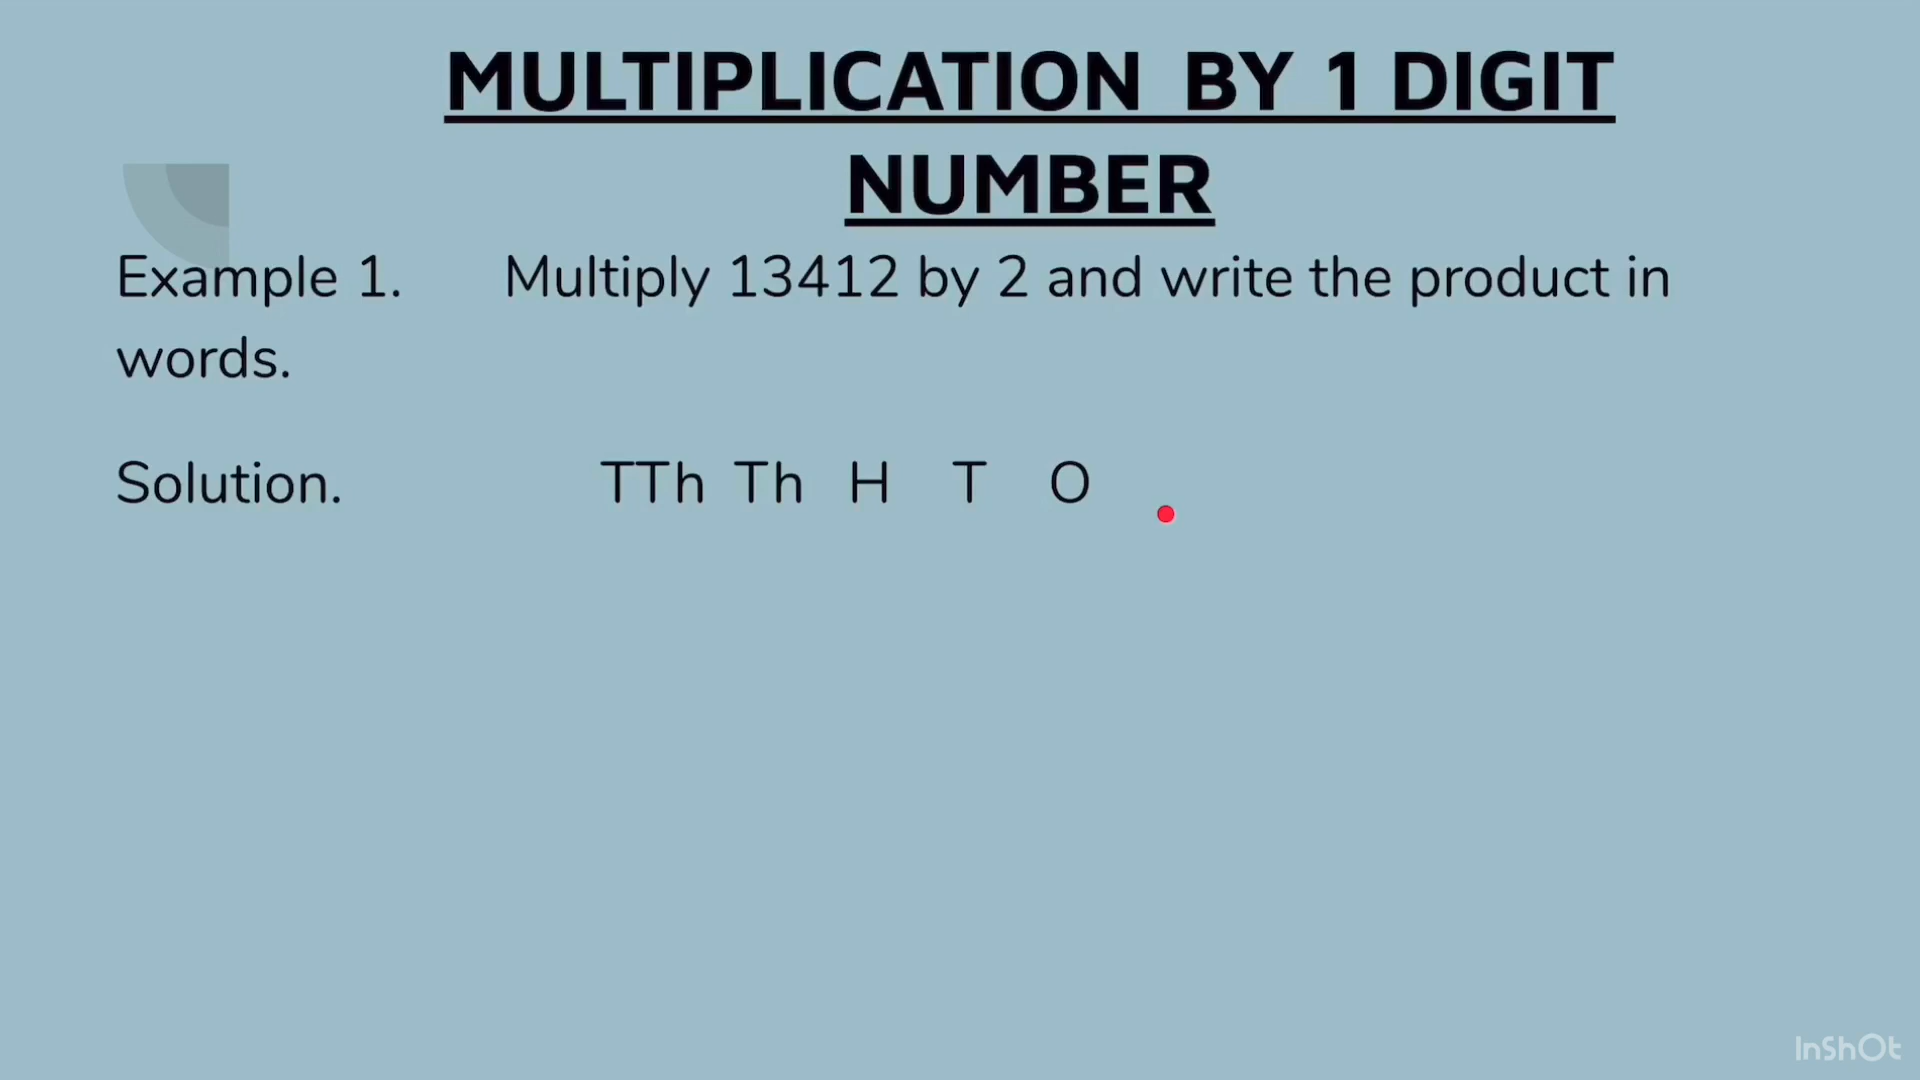 MULTIPLICATION BY 1 DIGIT
NUMBER
Example 1. Multiply 13412 by 2 and write the product in
words.
Solution. TTh Th H T O
InShOt